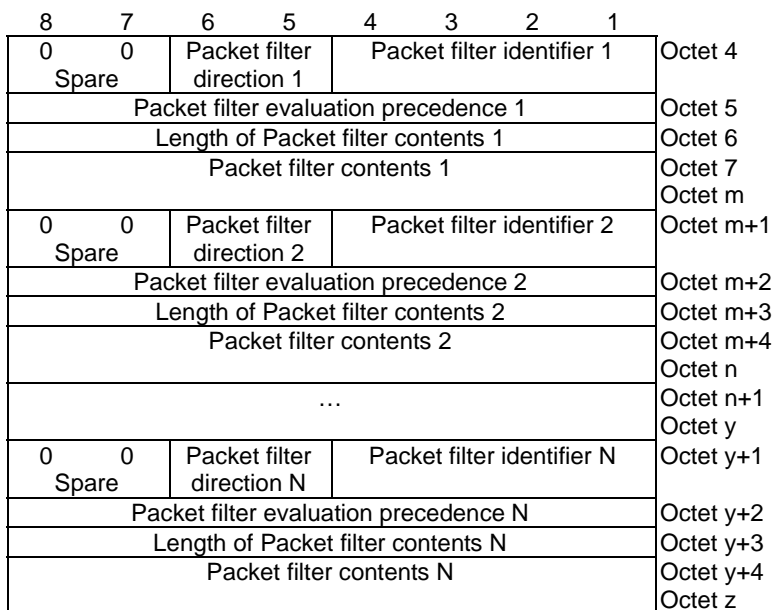 8 7 6 5 4 3 2 1
0 0 Packet filter Packet filter identifier 1 Octet 4
Spare direction 1
Packet filter evaluation precedence 1 Octet 5
Length of Packet filter contents 1 Octet 6
Packet filter contents 1 Octet 7
Octet m
0 0 Packet filter Packet filter identifier 2 Octet m+1
Spare direction 2
Packet filter evaluation precedence 2 Octet m+2
Length of Packet filter contents 2 Octet m+3
Packet filter contents 2 Octet m+4
Octet n
… Octet n+1
Octet y
0 0 Packet filter Packet filter identifier N Octet y+1
Spare direction N
Packet filter evaluation precedence N Octet y+2
Length of Packet filter contents N Octet y+3
Packet filter contents N Octet y+4
Octet z